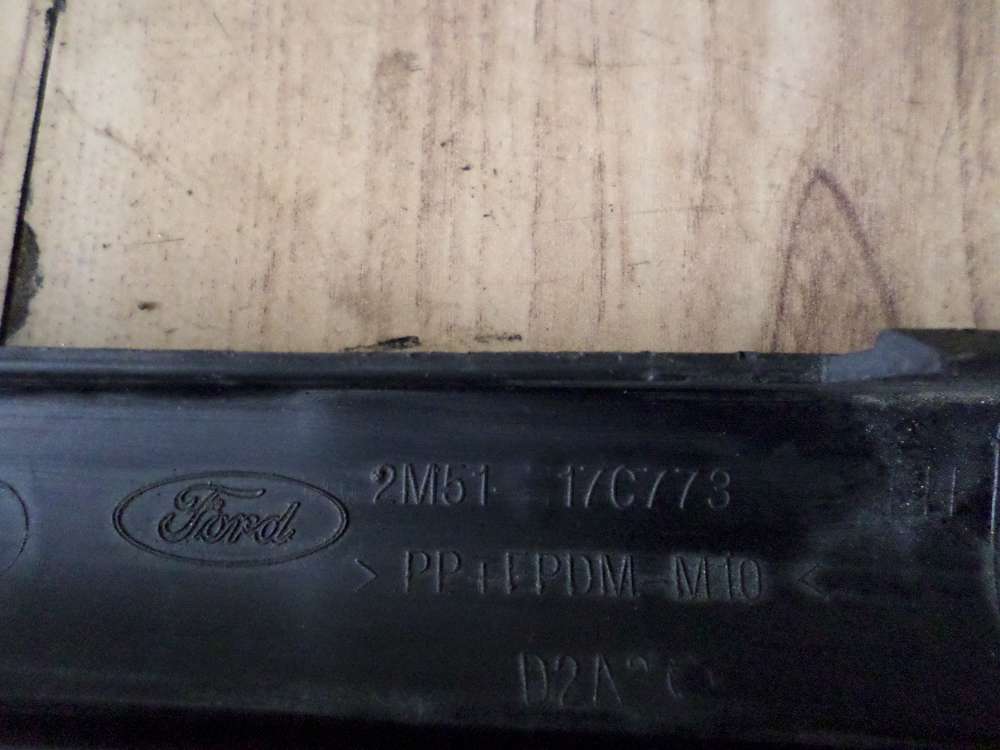 Ford
2M51 17C773
> PP+EPDM-M10 <